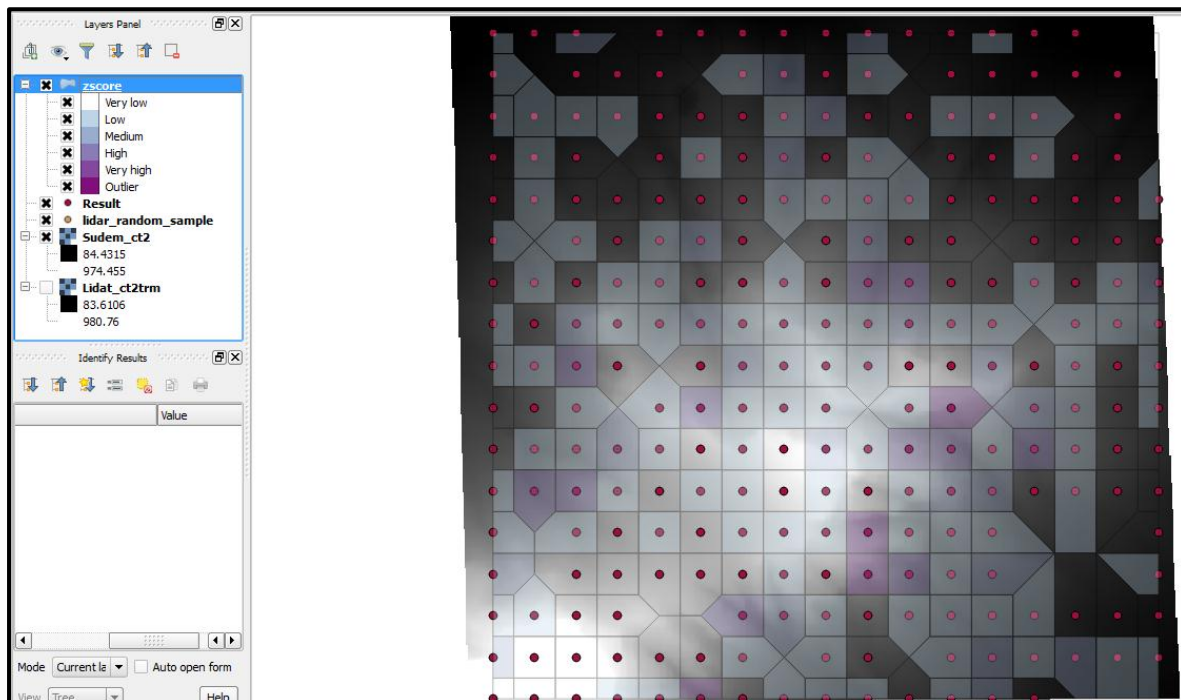 Layers Panel
zscore
Very low
Low
Medium
High
Very high
Outlier
Result
lidar_random_sample
Sudem_ct2
84.4315
974.455
Lidat_ct2trm
83.6106
980.76
Identify Results
Value
Mode Current la Auto open form
View Tree Help